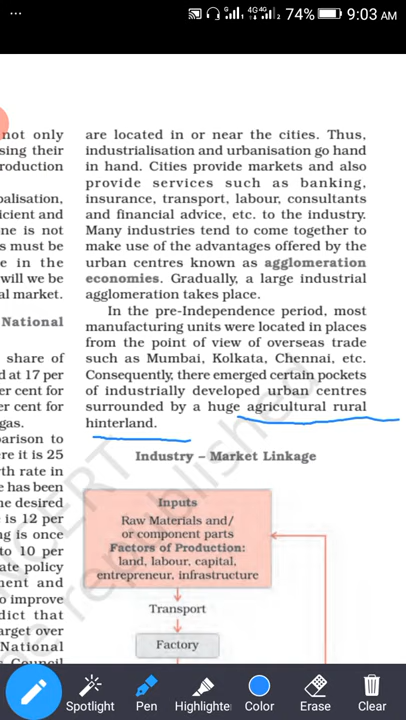 74% 9:03 AM
not only
sing their
roduction
palisation,
icient and
ne is not
s must be
e in the
will we be
al market.
National
share of
d at 17 per
er cent for
er cent for
gas.
parison to
re it is 25
rth rate in
e has been
ne desired
is 12 per
ng is once
to 10 per
ate policy
ment and
o improve
dict that
arget over
National
s Council
are located in or near the cities. Thus,
industrialisation and urbanisation go hand
in hand. Cities provide markets and also
provide services such as banking,
insurance, transport, labour, consultants
and financial advice, etc. to the industry.
Many industries tend to come together to
make use of the advantages offered by the
urban centres known as agglomeration
economies. Gradually, a large industrial
agglomeration takes place.
In the pre-Independence period, most
manufacturing units were located in places
from the point of view of overseas trade
such as Mumbai, Kolkata, Chennai, etc.
Consequently, there emerged certain pockets
of industrially developed urban centres
surrounded by a huge agricultural rural
hinterland.
Industry – Market Linkage
Inputs
Raw Materials and/
or component parts
Factors of Production:
land, labour, capital,
entrepreneur, infrastructure
Transport
Factory
Spotlight Pen Highlighte Color Erase Clear